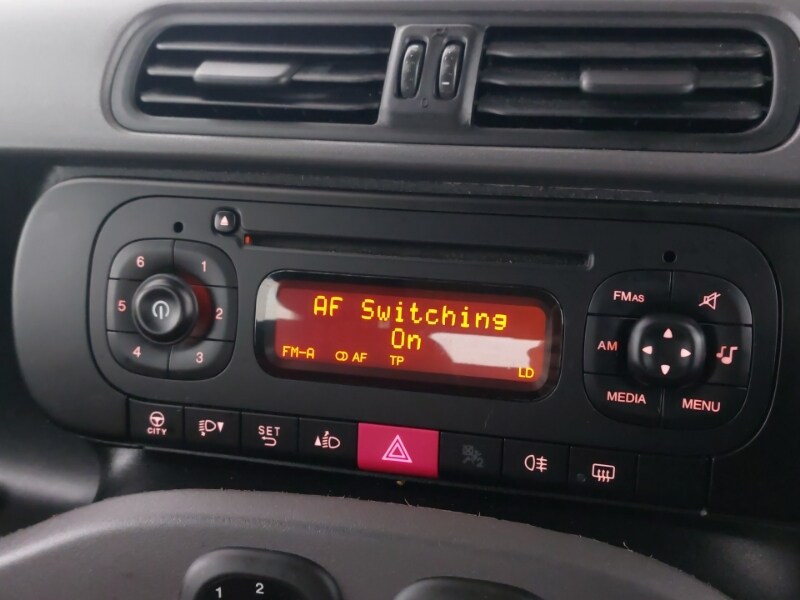 6 1
5 2
4 3
AF Switching
On
FM-A AF TP LD
FMAS
AM
MEDIA MENU
CITY SET
2
1 2